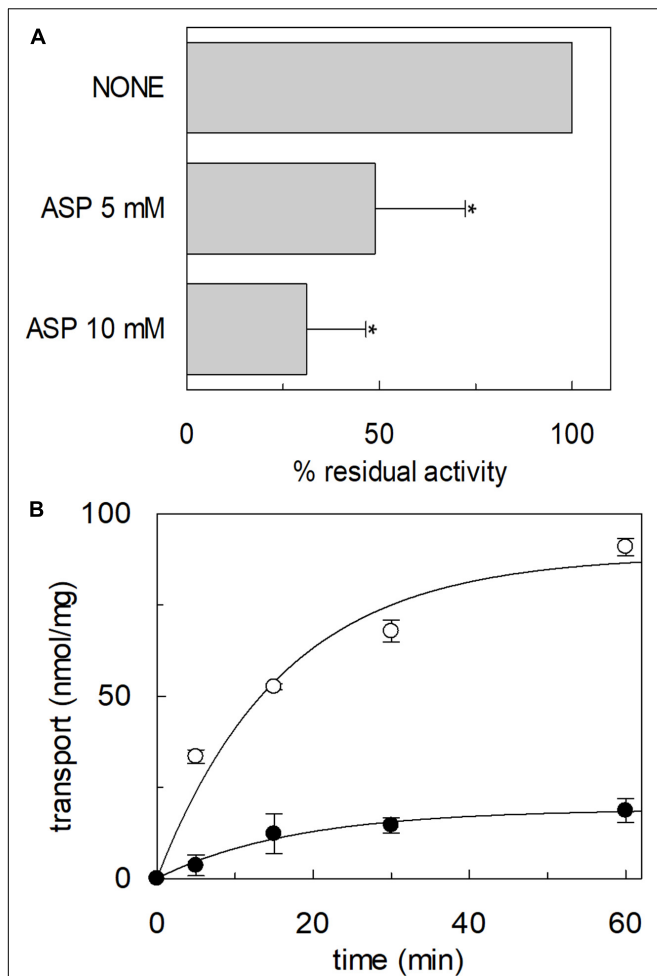 A
NONE
ASP 5 mM
*
ASP 10 mM
*
0 50 100
% residual activity
B
100
50
0
transport (nmol/mg)
0 20 40 60
time (min)